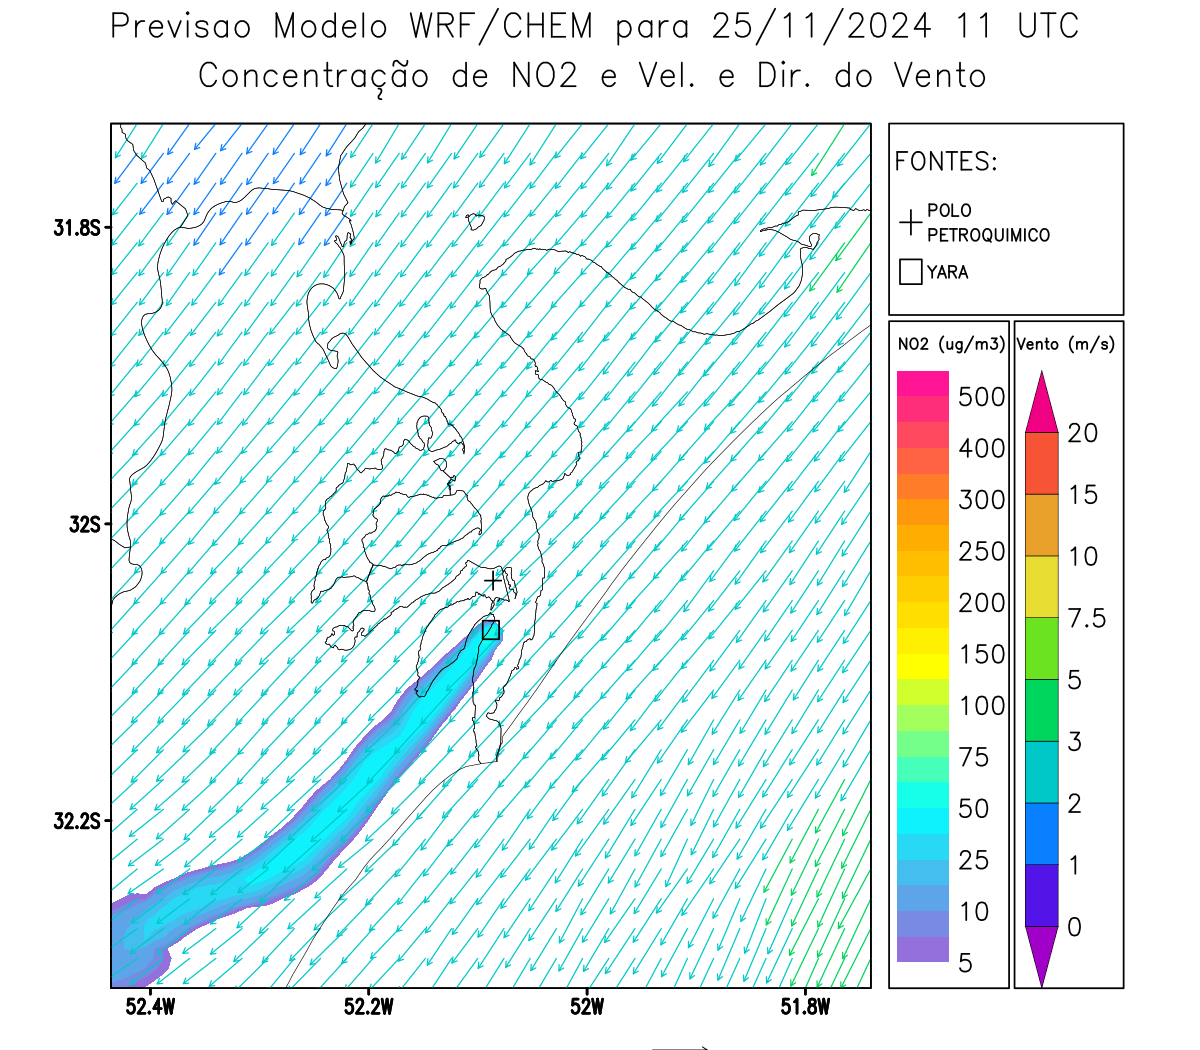 Previsao Modelo WRF/CHEM para 25/11/2024 11 UTC
Concentração de NO2 e Vel. e Dir. do Vento
FONTES:
POLO
PETROQUIMICO
YARA
NO2 (ug/m3)
500
400
300
250
200
150
100
75
50
25
10
5
Vento (m/s)
20
15
10
7.5
5
3
2
1
0
31.8S
32S
32.2S
52.4W
52.2W
52W
51.8W